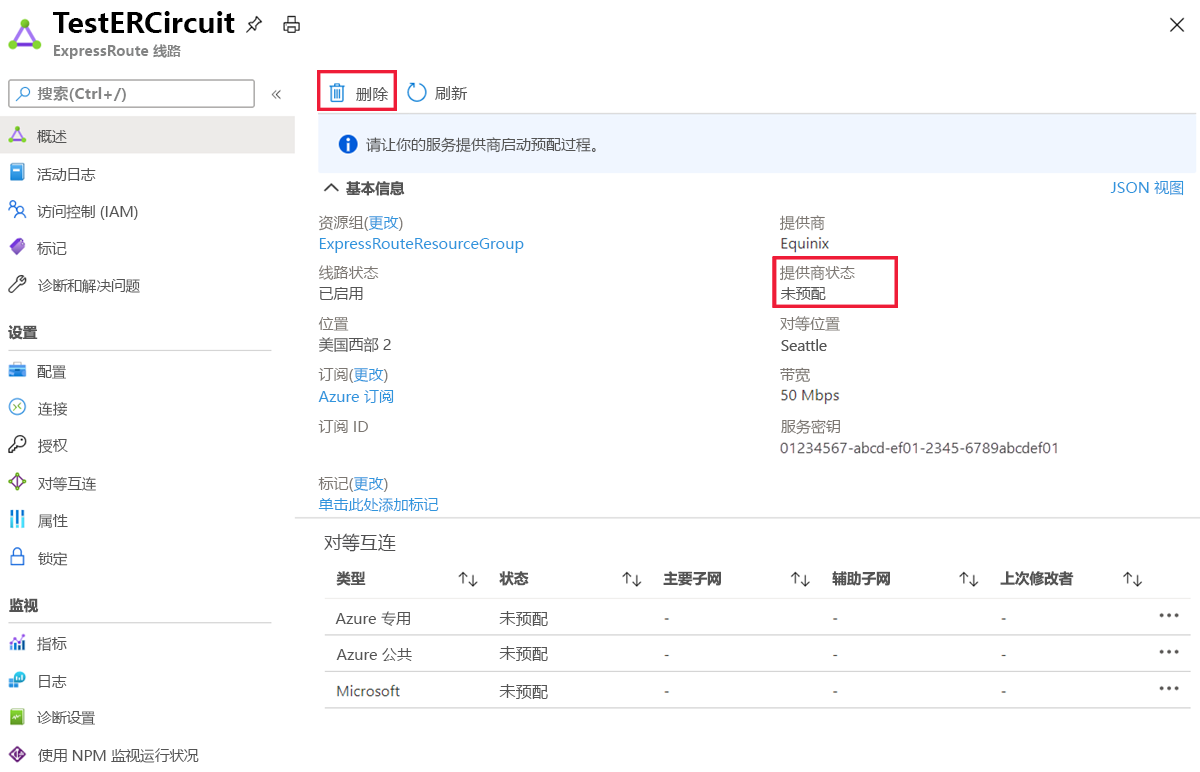 TestERCircuit
ExpressRoute 线路
搜索(Ctrl+/)
«
概述
活动日志
访问控制 (IAM)
标记
诊断和解决问题
设置
配置
连接
授权
对等互连
属性
锁定
监视
指标
日志
诊断设置
使用 NPM 监视运行状况
删除 刷新
请让你的服务提供商启动预配过程。
基本信息 JSON 视图
资源组(更改)
ExpressRouteResourceGroup
线路状态
已启用
位置
美国西部 2
订阅(更改)
Azure 订阅
订阅 ID
标记(更改)
单击此处添加标记
提供商
Equinix
提供商状态
未预配
对等位置
Seattle
带宽
50 Mbps
服务密钥
01234567-abcd-ef01-2345-6789abcdef01
对等互连
类型 状态 主要子网 辅助子网 上次修改者
Azure 专用 未预配 - - -
Azure 公共 未预配 - - -
Microsoft 未预配 - - -